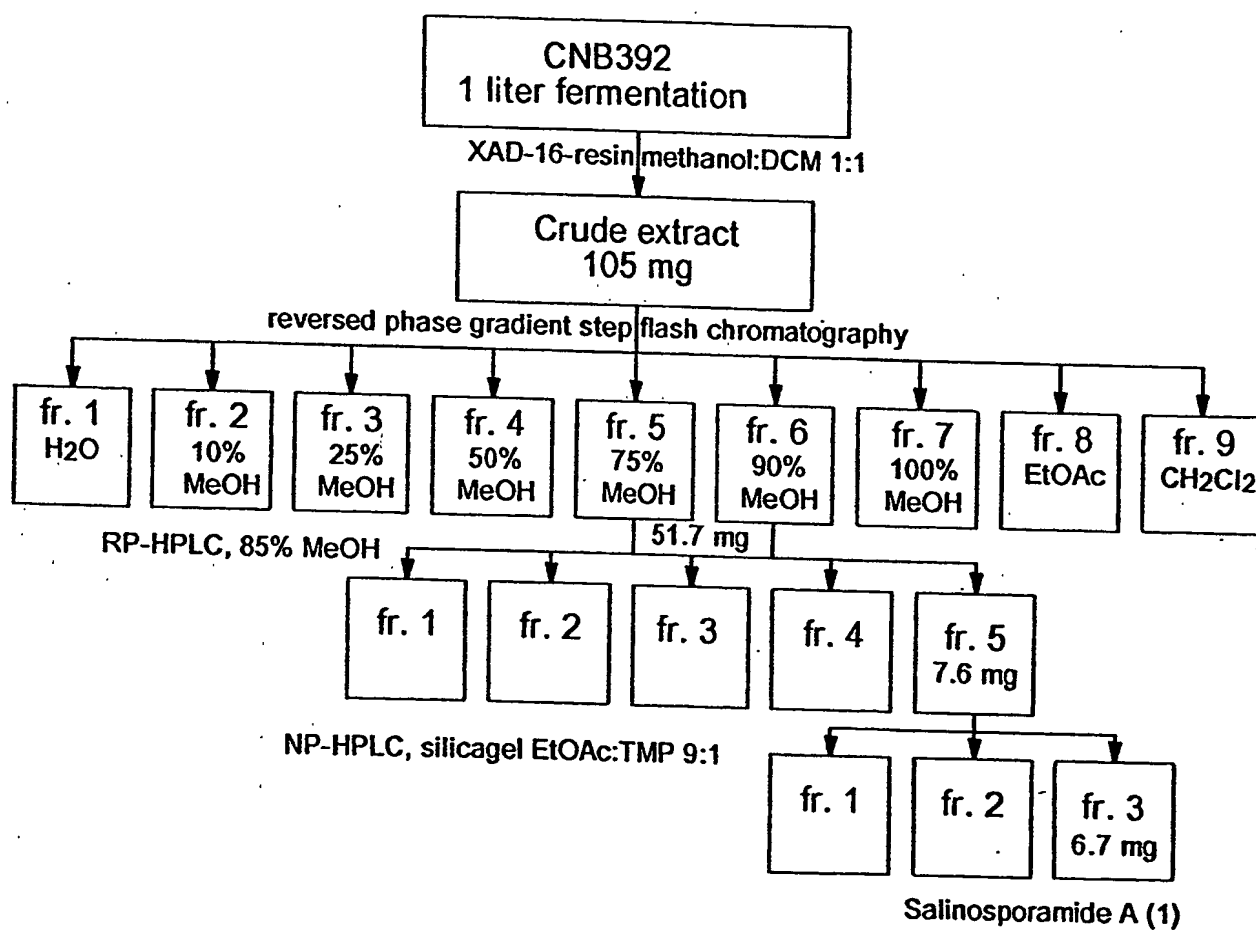 CNB392
1 liter fermentation
XAD-16-resin methanol:DCM 1:1
Crude extract
105 mg
reversed phase gradient step flash chromatography
fr. 1
H2O
fr. 2
10%
MeOH
fr. 3
25%
MeOH
fr. 4
50%
MeOH
fr. 5
75%
MeOH
fr. 6
90%
MeOH
fr. 7
100%
MeOH
fr. 8
EtOAc
fr. 9
CH2Cl2
51.7 mg
RP-HPLC, 85% MeOH
fr. 1
fr. 2
fr. 3
fr. 4
fr. 5
7.6 mg
NP-HPLC, silicagel EtOAc:TMP 9:1
fr. 1
fr. 2
fr. 3
6.7 mg
Salinosporamide A (1)